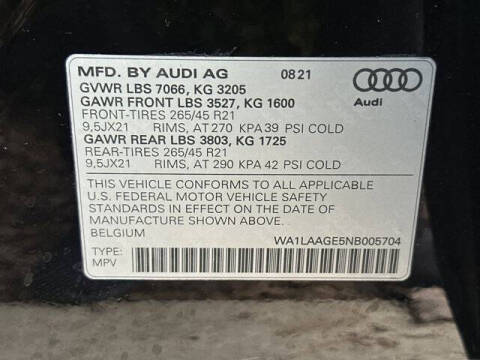 MFD. BY AUDI AG 08 21
GVWR LBS 7066, KG 3205
GAWR FRONT LBS 3527, KG 1600
FRONT-TIRES 265/45 R21
9,5JX21 RIMS, AT 270 KPA 39 PSI COLD
GAWR REAR LBS 3803, KG 1725
REAR-TIRES 265/45 R21
9,5JX21 RIMS, AT 290 KPA 42 PSI COLD
Audi
THIS VEHICLE CONFORMS TO ALL APPLICABLE
U.S. FEDERAL MOTOR VEHICLE SAFETY
STANDARDS IN EFFECT ON THE DATE OF
MANUFACTURE SHOWN ABOVE.
BELGIUM WA1LAAGE5NB005704
TYPE:
MPV